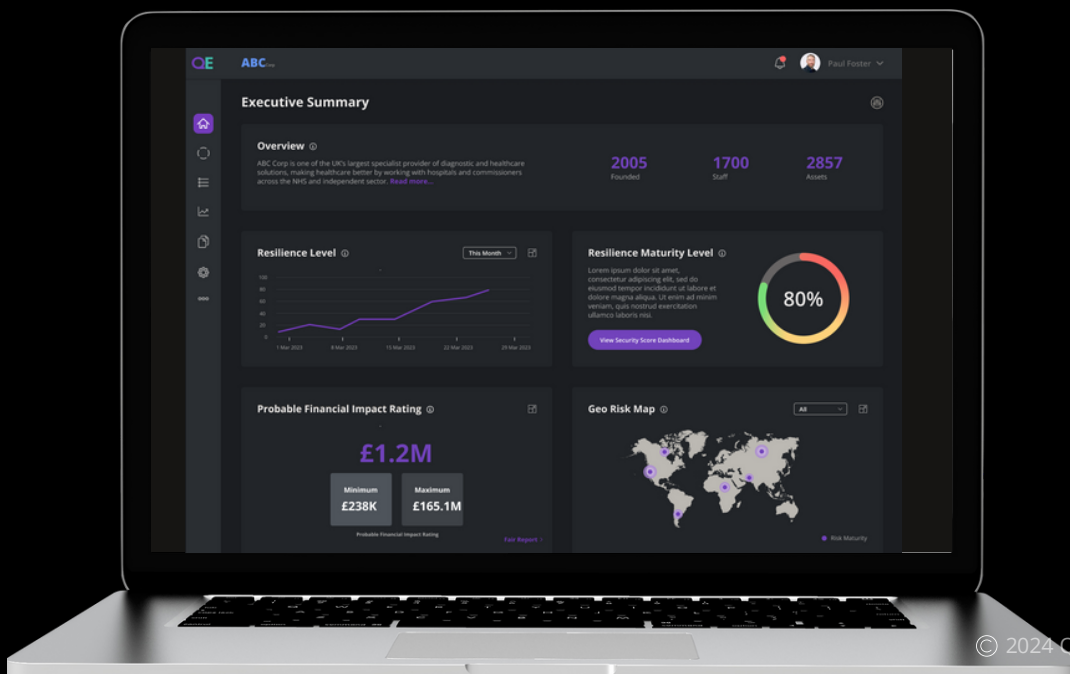 QE
ABC
Paul Foster
Executive Summary
Overview
ABC Corp is one of the UK's largest specialist provider of diagnostic and healthcare
solutions, making healthcare better by working with hospitals and commissioners
across the NHS and independent sector. Read more...
2005
Founded
1700
Staff
2857
Assets
Resilience Level
This Month
100
80
60
40
20
0
1 Mar 2023
8 Mar 2023
15 Mar 2023
22 Mar 2023
29 Mar 2023
Resilience Maturity Level
Lorem ipsum dolor sit amet,
consectetur adipiscing elit, sed do
eiusmod tempor incididunt ut labore et
dolore magna aliqua. Ut enim ad minim
veniam, quis nostrud exercitation
ullamco laboris nisi.
View Security Score Dashboard
80%
Probable Financial Impact Rating
£1.2M
Minimum
£238K
Maximum
£165.1M
Probable Financial Impact Rating
Fair Report >
Geo Risk Map
All
Risk Maturity
© 2024 Q